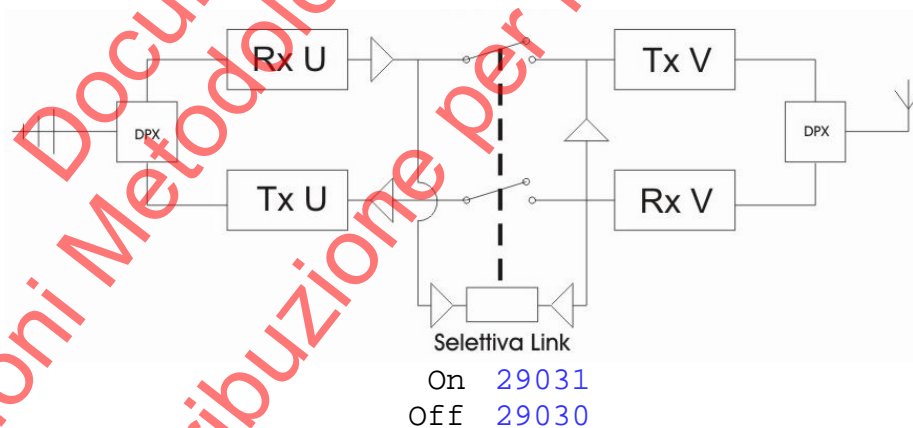 Rx U
Tx V
DPX
DPX
Tx U
Rx V
Selettiva Link
On 29031
Off 29030